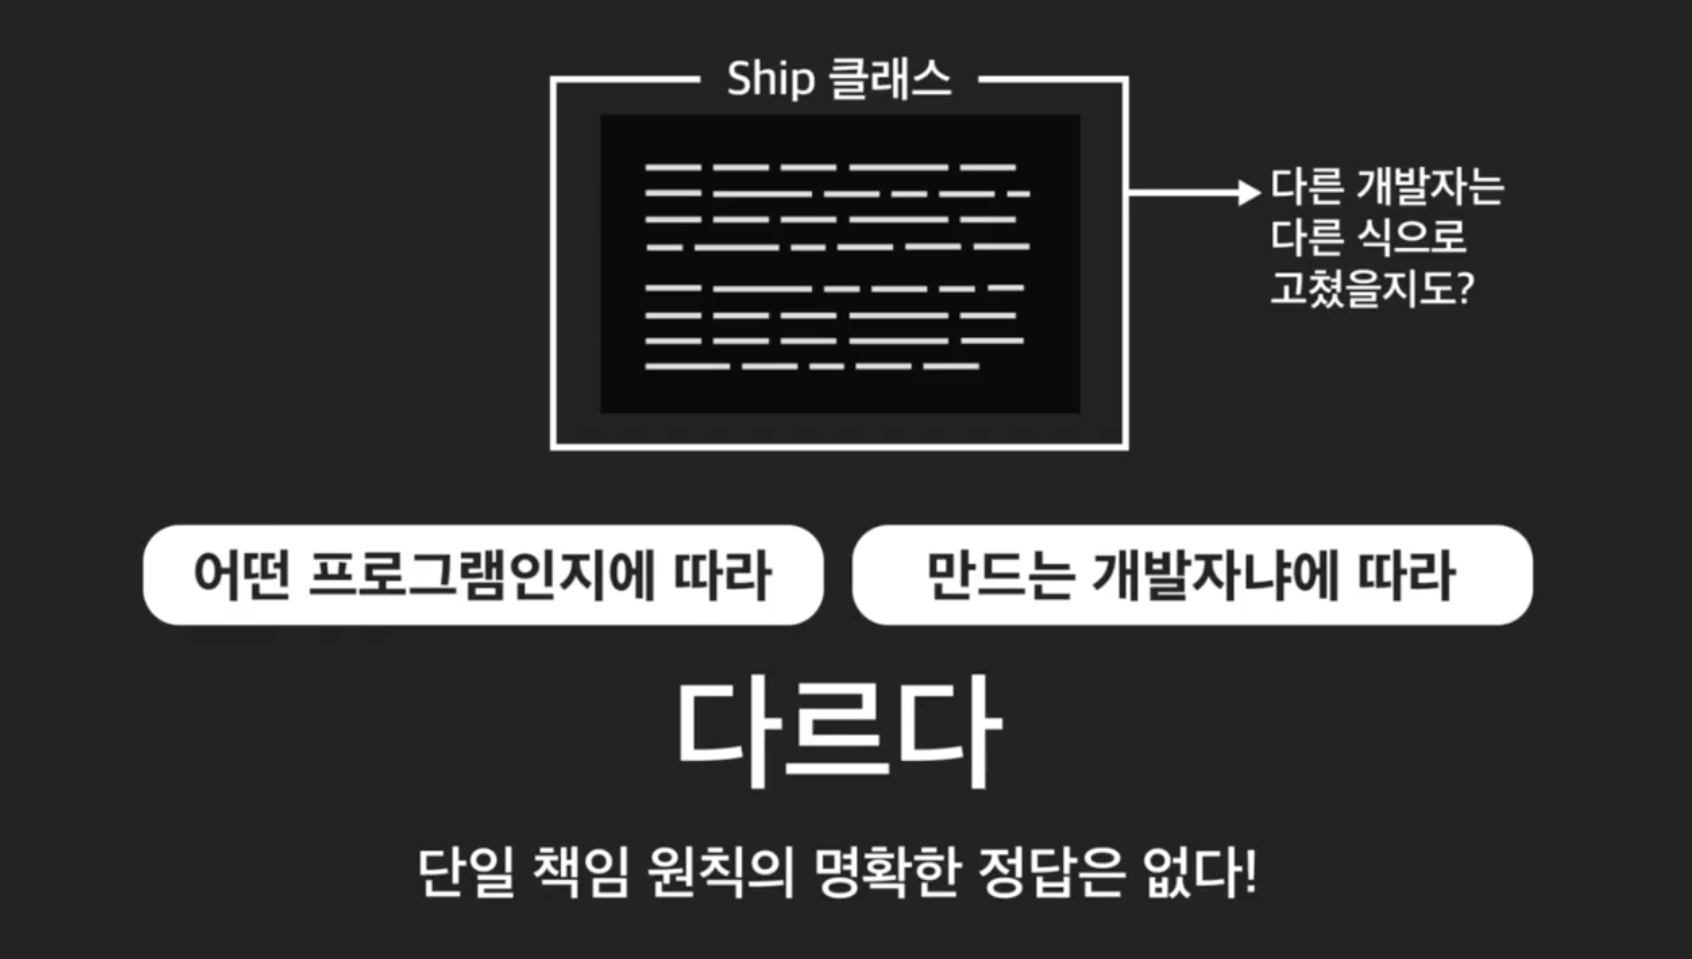 Ship 클래스
다른 개발자는
다른 식으로
고쳤을지도?
어떤 프로그램인지에 따라
만드는 개발자냐에 따라
다르다
단일 책임 원칙의 명확한 정답은 없다!